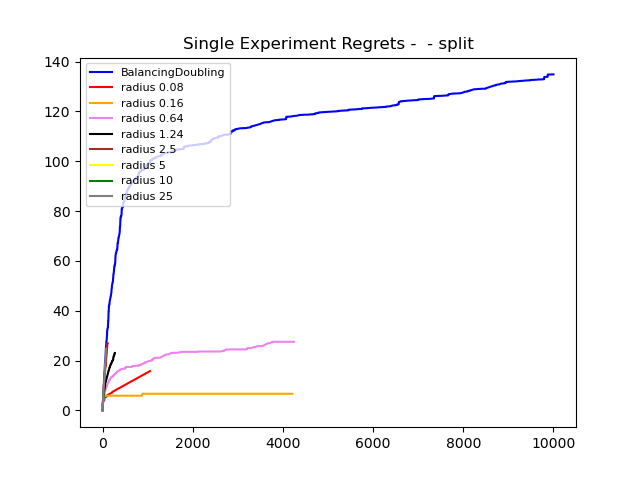 Single Experiment Regrets -  - split
140
120
100
80
60
40
20
0
BalancingDoubling
radius 0.08
radius 0.16
radius 0.64
radius 1.24
radius 2.5
radius 5
radius 10
radius 25
0 2000 4000 6000 8000 10000